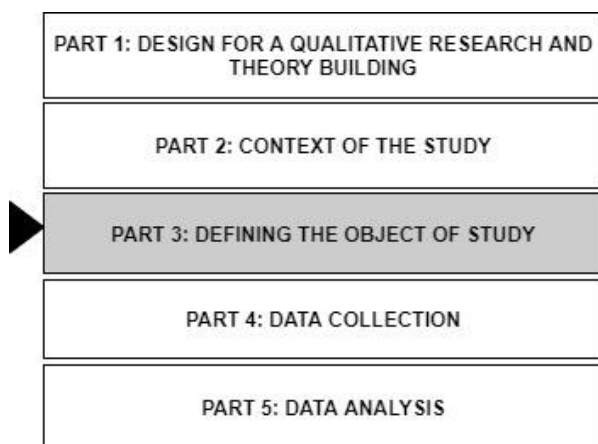 PART 1: DESIGN FOR A QUALITATIVE RESEARCH AND
THEORY BUILDING
PART 2: CONTEXT OF THE STUDY
PART 3: DEFINING THE OBJECT OF STUDY
PART 4: DATA COLLECTION
PART 5: DATA ANALYSIS